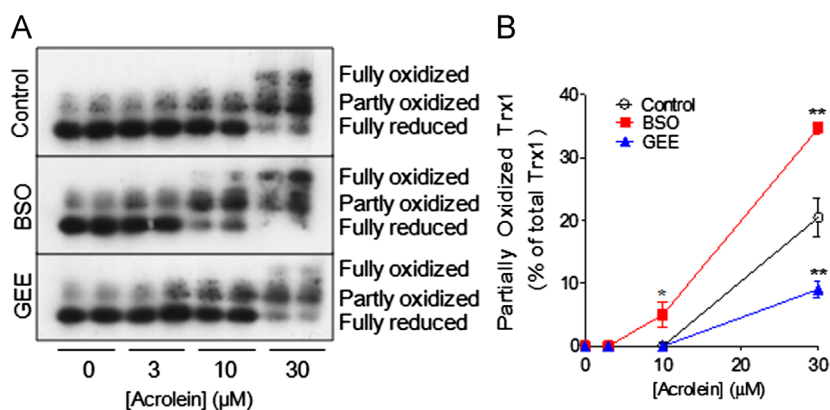 A
Control
Fully oxidized
Partly oxidized
Fully reduced
BSO
Fully oxidized
Partly oxidized
Fully reduced
GEE
Fully oxidized
Partly oxidized
Fully reduced
0 3 10 30
[Acrolein] (µM)
B
Partially Oxidized Trx1
(% of total Trx1)
40
30
20
10
0
Control
BSO
GEE
*
**
**
0 10 20 30
[Acrolein] (µM)